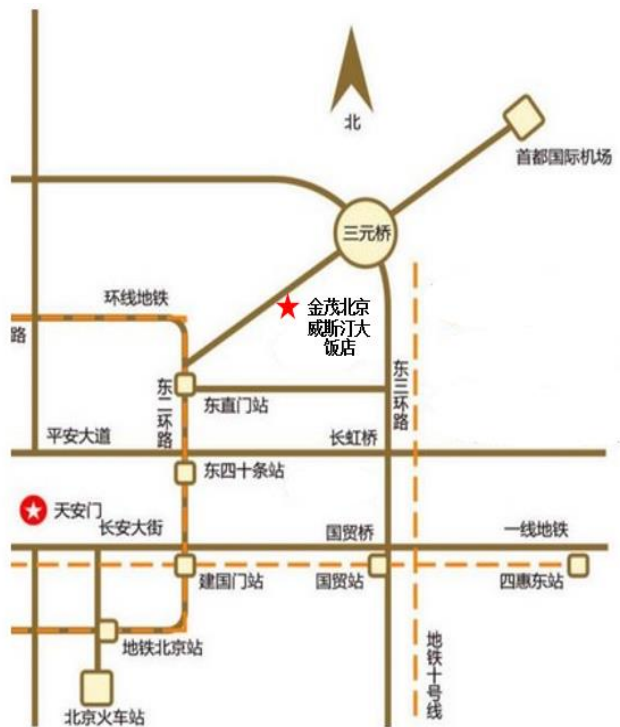 北
首都国际机场
三元桥
环线地铁
金茂北京
威斯汀大
饭店
路
东二环路
东三环路
东直门站
平安大道
长虹桥
东四十条站
天安门
长安大街
国贸桥
一线地铁
建国门站
国贸站
四惠东站
地铁北京站
地铁十号线
北京火车站